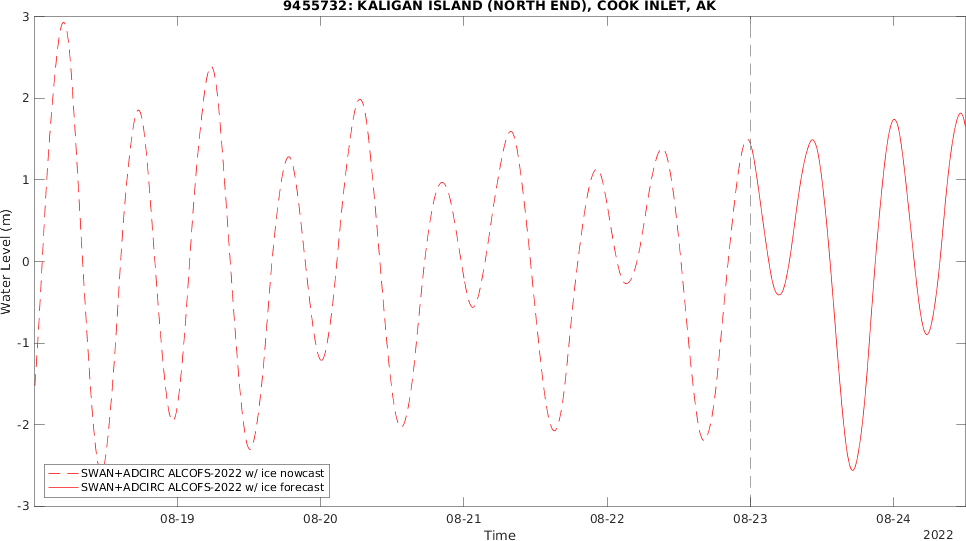 9455732: KALIGAN ISLAND (NORTH END), COOK INLET, AK
3
2
1
0
-1
-2
-3
Water Level (m)
SWAN+ADCIRC ALCOFS-2022 w/ ice nowcast
SWAN+ADCIRC ALCOFS-2022 w/ ice forecast
08-19 08-20 08-21 08-22 08-23 08-24
Time
2022